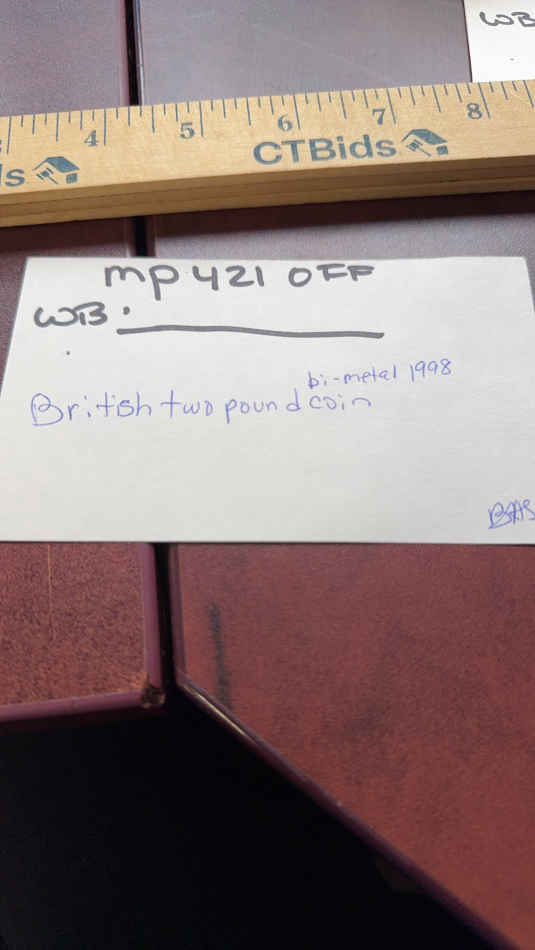 WB
4 5 6 7 8
s CTBids
MP 421 OFF
WB:
bi-metal 1998
British two pound coin